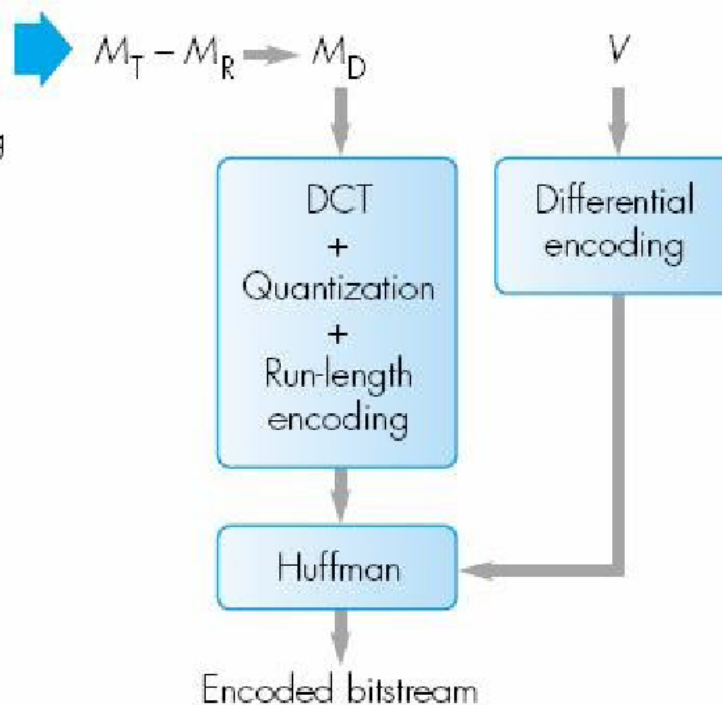 M_T – M_R M_D V
DCT
+
Quantization
+
Run-length
encoding
Differential
encoding
Huffman
Encoded bitstream